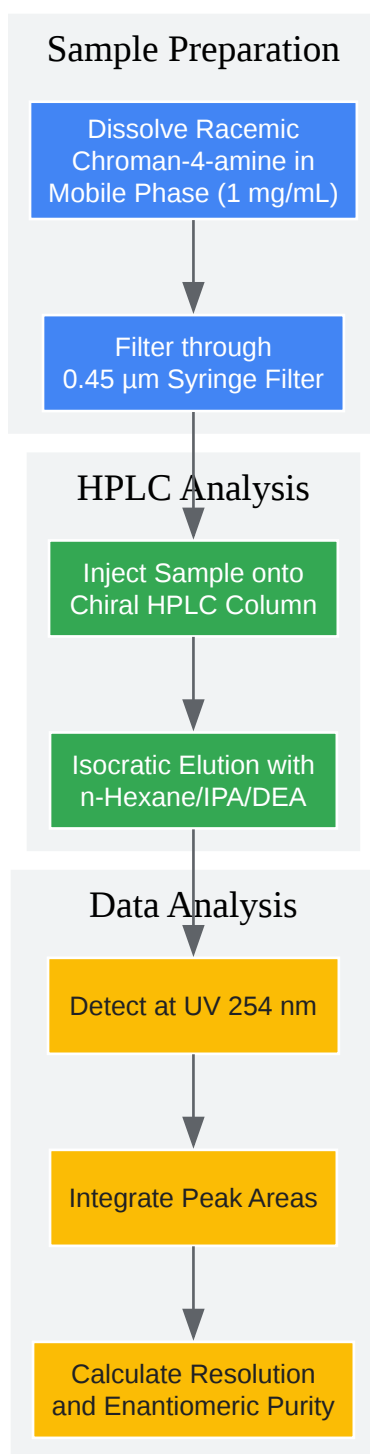 Sample Preparation
Dissolve Racemic
Chroman-4-amine in
Mobile Phase (1 mg/mL)
Filter through
0.45 µm Syringe Filter
HPLC Analysis
Inject Sample onto
Chiral HPLC Column
Isocratic Elution with
n-Hexane/IPA/DEA
Data Analysis
Detect at UV 254 nm
Integrate Peak Areas
Calculate Resolution
and Enantiomeric Purity